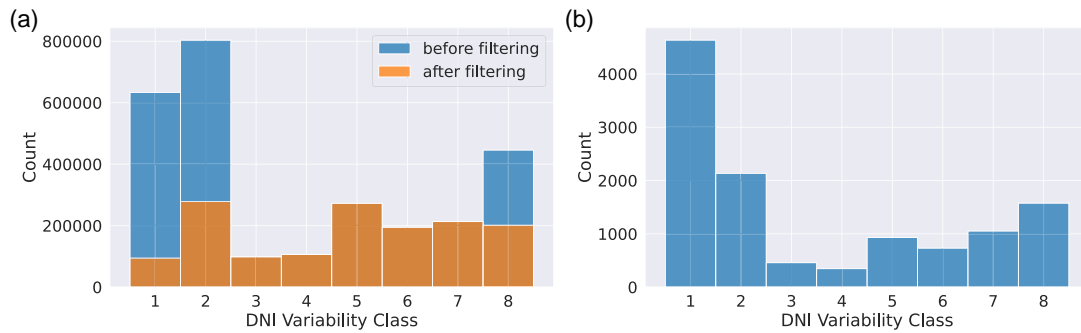 (a)
800000
600000
400000
200000
0
Count
before filtering
after filtering
1 2 3 4 5 6 7 8
DNI Variability Class
(b)
4000
3000
2000
1000
0
Count
1 2 3 4 5 6 7 8
DNI Variability Class